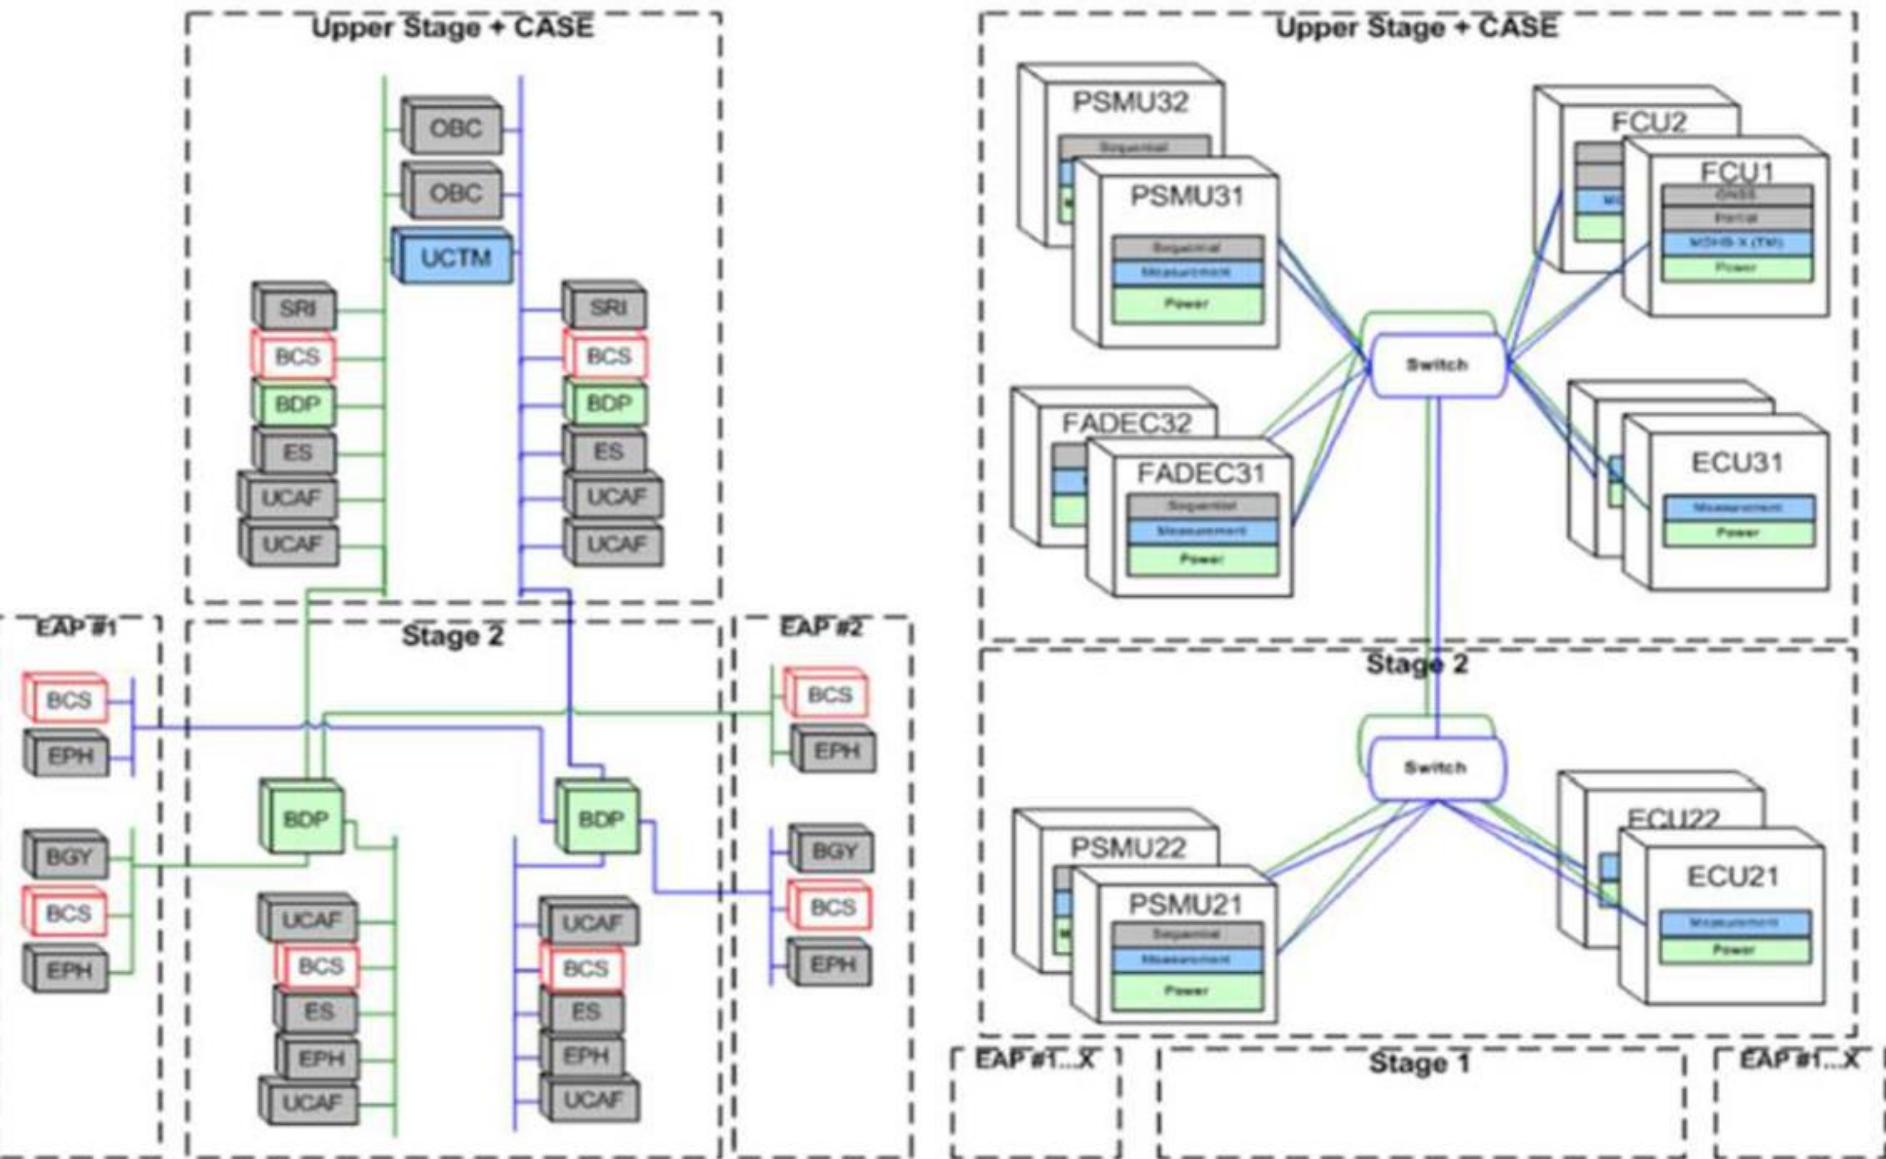 Upper Stage + CASE
OBC
OBC
UCTM
SRI
BCS
BDP
ES
UCAF
UCAF
SRI
BCS
BDP
ES
UCAF
UCAF
EAP #1
BCS
EPH
BGY
BCS
EPH
Stage 2
BDP
BDP
UCAF
BCS
ES
EPH
UCAF
UCAF
BCS
ES
EPH
UCAF
EAP #2
BCS
EPH
BGY
BCS
EPH
Upper Stage + CASE
PSMU32
Sequential
PSMU31
Sequential
Measurement
Power
FCU2
FCU1
GNSS
Inertial
Power
Switch
FADEC32
FADEC31
Sequential
Measurement
Power
ECU31
Measurement
Power
Stage 2
Switch
PSMU22
PSMU21
Sequential
Measurement
Power
ECU22
ECU21
Measurement
Power
EAP #1...X
Stage 1
EAP #1...X